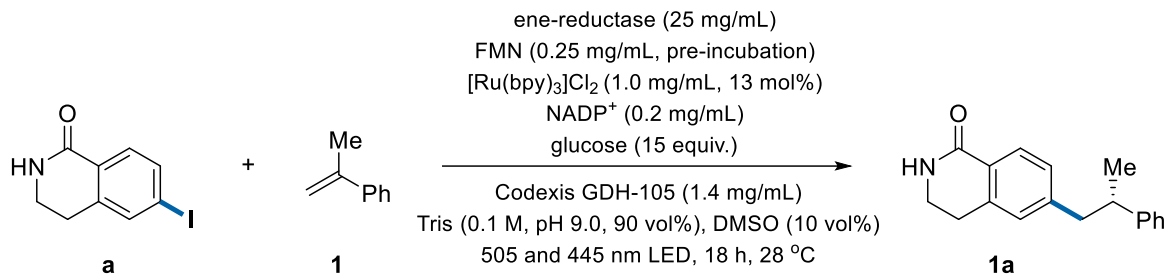 ene-reductase (25 mg/mL)
FMN (0.25 mg/mL, pre-incubation)
[Ru(bpy)₃]Cl₂ (1.0 mg/mL, 13 mol%)
NADP⁺ (0.2 mg/mL)
glucose (15 equiv.)
Codexis GDH-105 (1.4 mg/mL)
Tris (0.1 M, pH 9.0, 90 vol%), DMSO (10 vol%)
505 and 445 nm LED, 18 h, 28 °C
O
HN
I
a
+
Me
Ph
1
O
HN
Me
Ph
1a